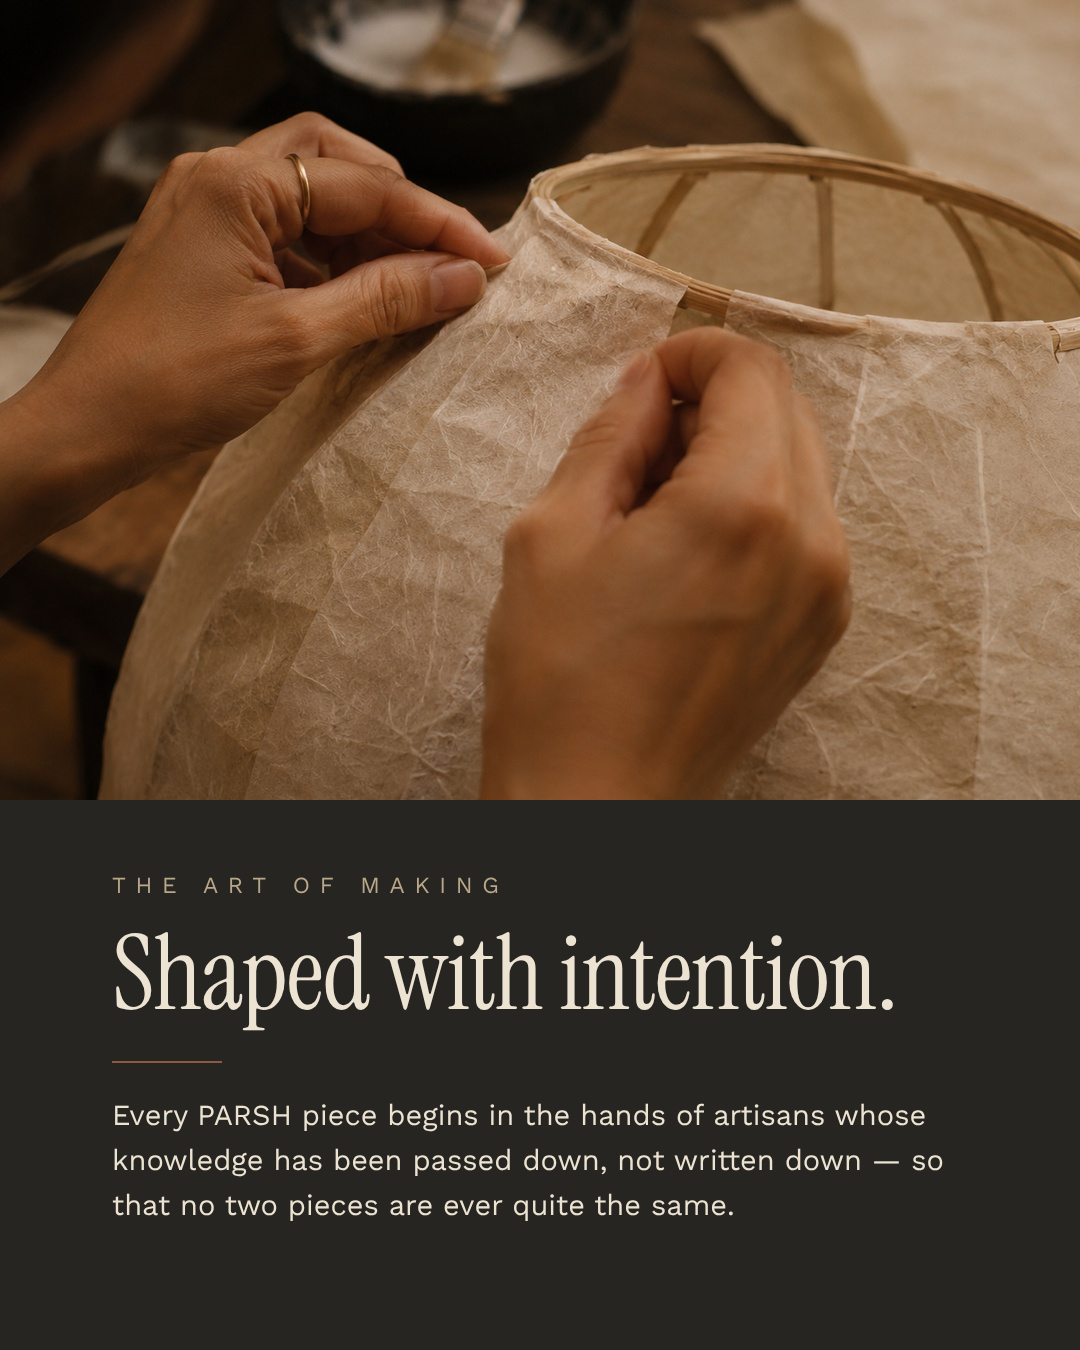 THE ART OF MAKING
Shaped with intention.
Every PARSH piece begins in the hands of artisans whose
knowledge has been passed down, not written down — so
that no two pieces are ever quite the same.